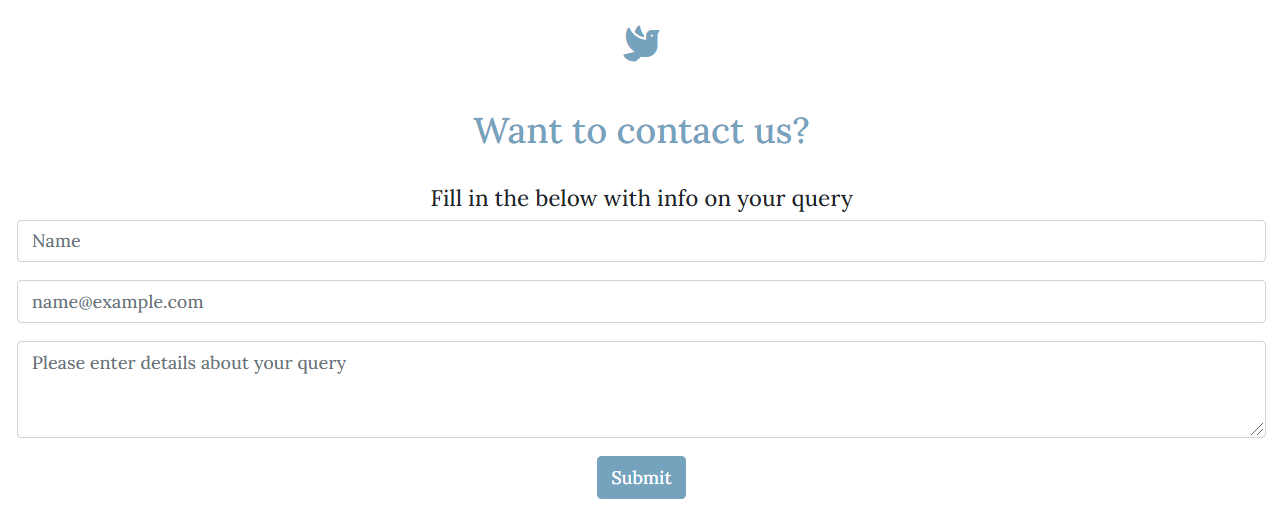 Want to contact us?
Fill in the below with info on your query
Name
name@example.com
Please enter details about your query
Submit